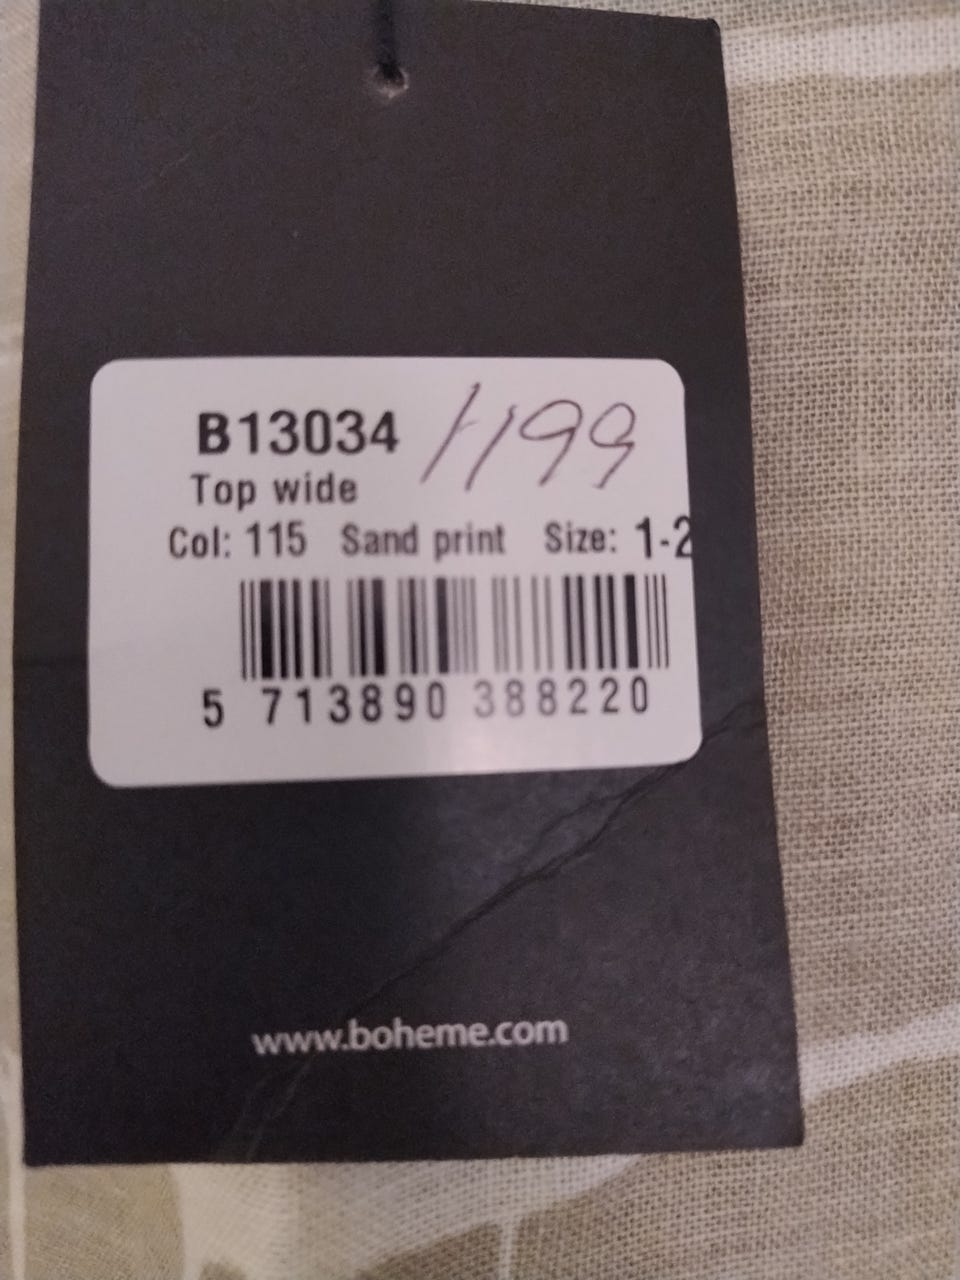 B13034 1199
Top wide
Col: 115 Sand print Size: 1-2
5 713890 388220
www.boheme.com